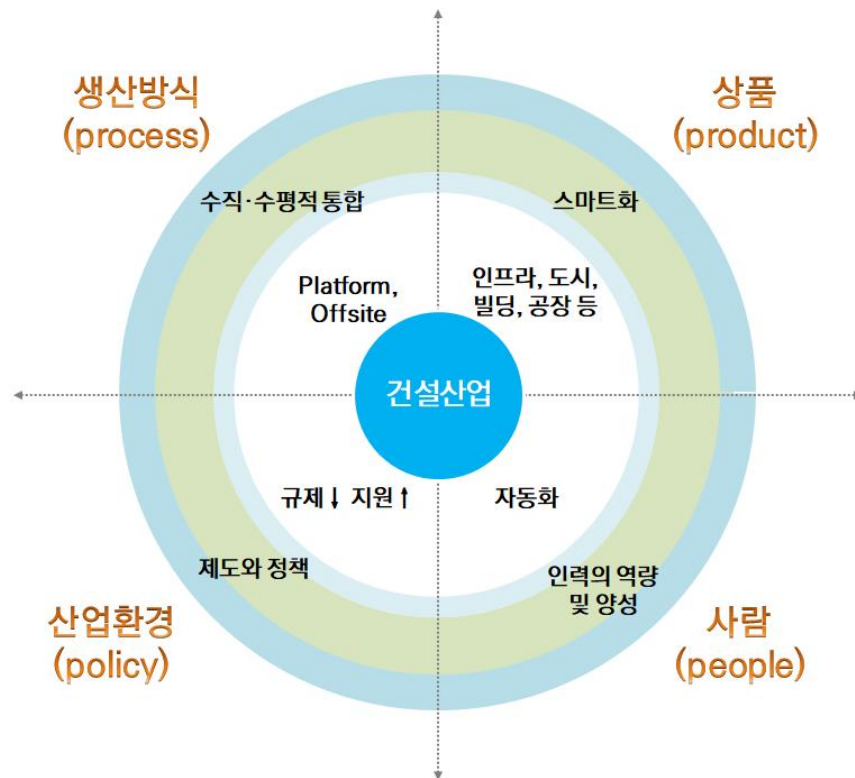 생산방식
(process)
상품
(product)
수직·수평적 통합
스마트화
Platform,
Offsite
인프라, 도시,
빌딩, 공장 등
건설산업
규제↓ 지원↑
자동화
제도와 정책
인력의 역량
및 양성
산업환경
(policy)
사람
(people)